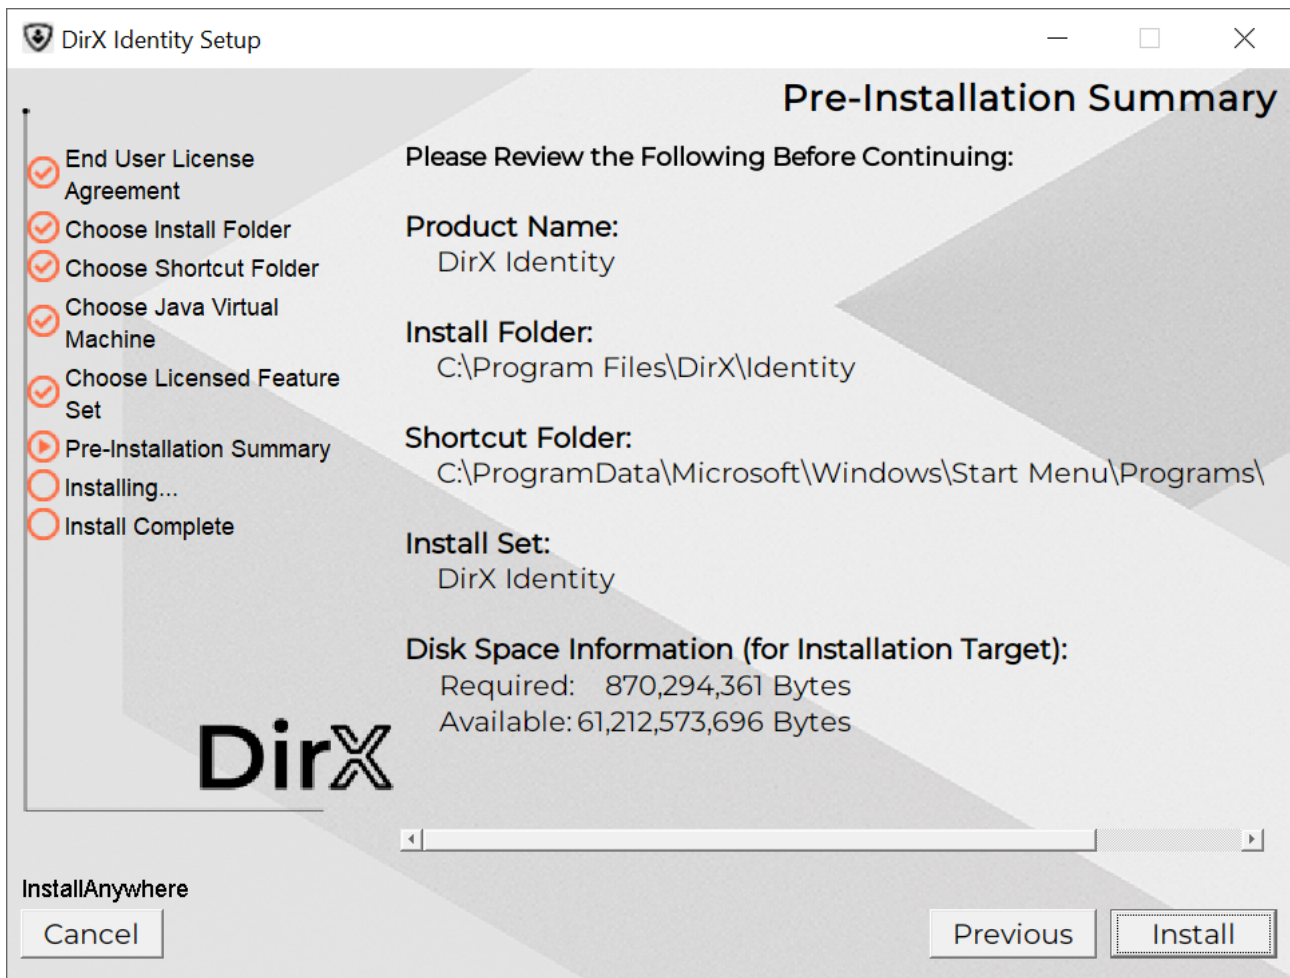 DirX Identity Setup
Pre-Installation Summary
End User License
Agreement
Choose Install Folder
Choose Shortcut Folder
Choose Java Virtual
Machine
Choose Licensed Feature
Set
Pre-Installation Summary
Installing...
Install Complete
Please Review the Following Before Continuing:
Product Name:
DirX Identity
Install Folder:
C:\Program Files\DirX\Identity
Shortcut Folder:
C:\ProgramData\Microsoft\Windows\Start Menu\Programs\
Install Set:
DirX Identity
Disk Space Information (for Installation Target):
Required: 870,294,361 Bytes
Available: 61,212,573,696 Bytes
DirX
InstallAnywhere
Cancel
Previous
Install